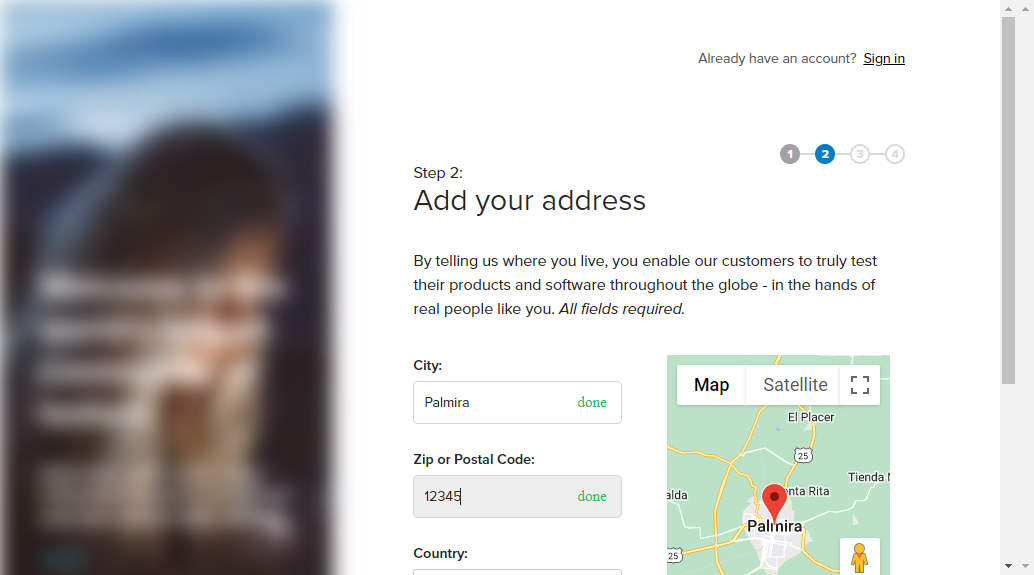 Already have an account? Sign in
1 2 3 4
Step 2:
Add your address
By telling us where you live, you enable our customers to truly test
their products and software throughout the globe - in the hands of
real people like you. All fields required.
City:
Palmira done
Zip or Postal Code:
12345 done
Country:
Map Satellite
El Placer
25
Tienda
alda
nta Rita
Palmira
25